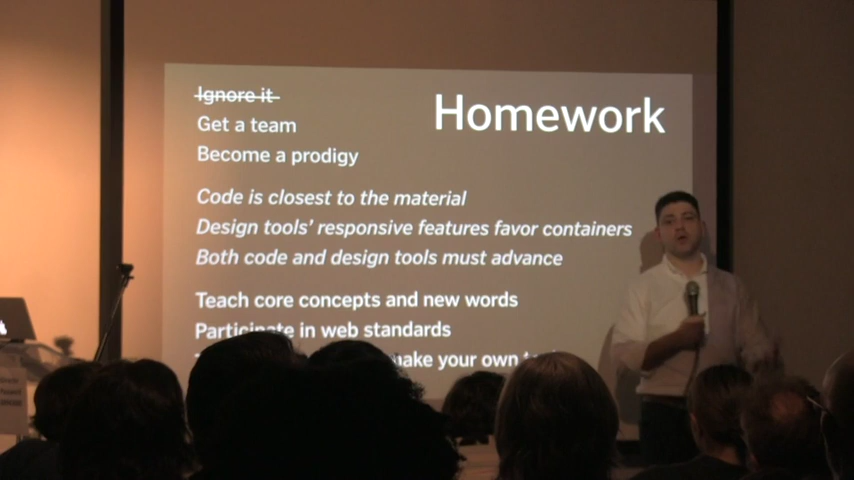 Homework
Ignore it
Get a team
Become a prodigy
Code is closest to the material
Design tools' responsive features favor containers
Both code and design tools must advance
Teach core concepts and new words
Participate in web standards
make your own